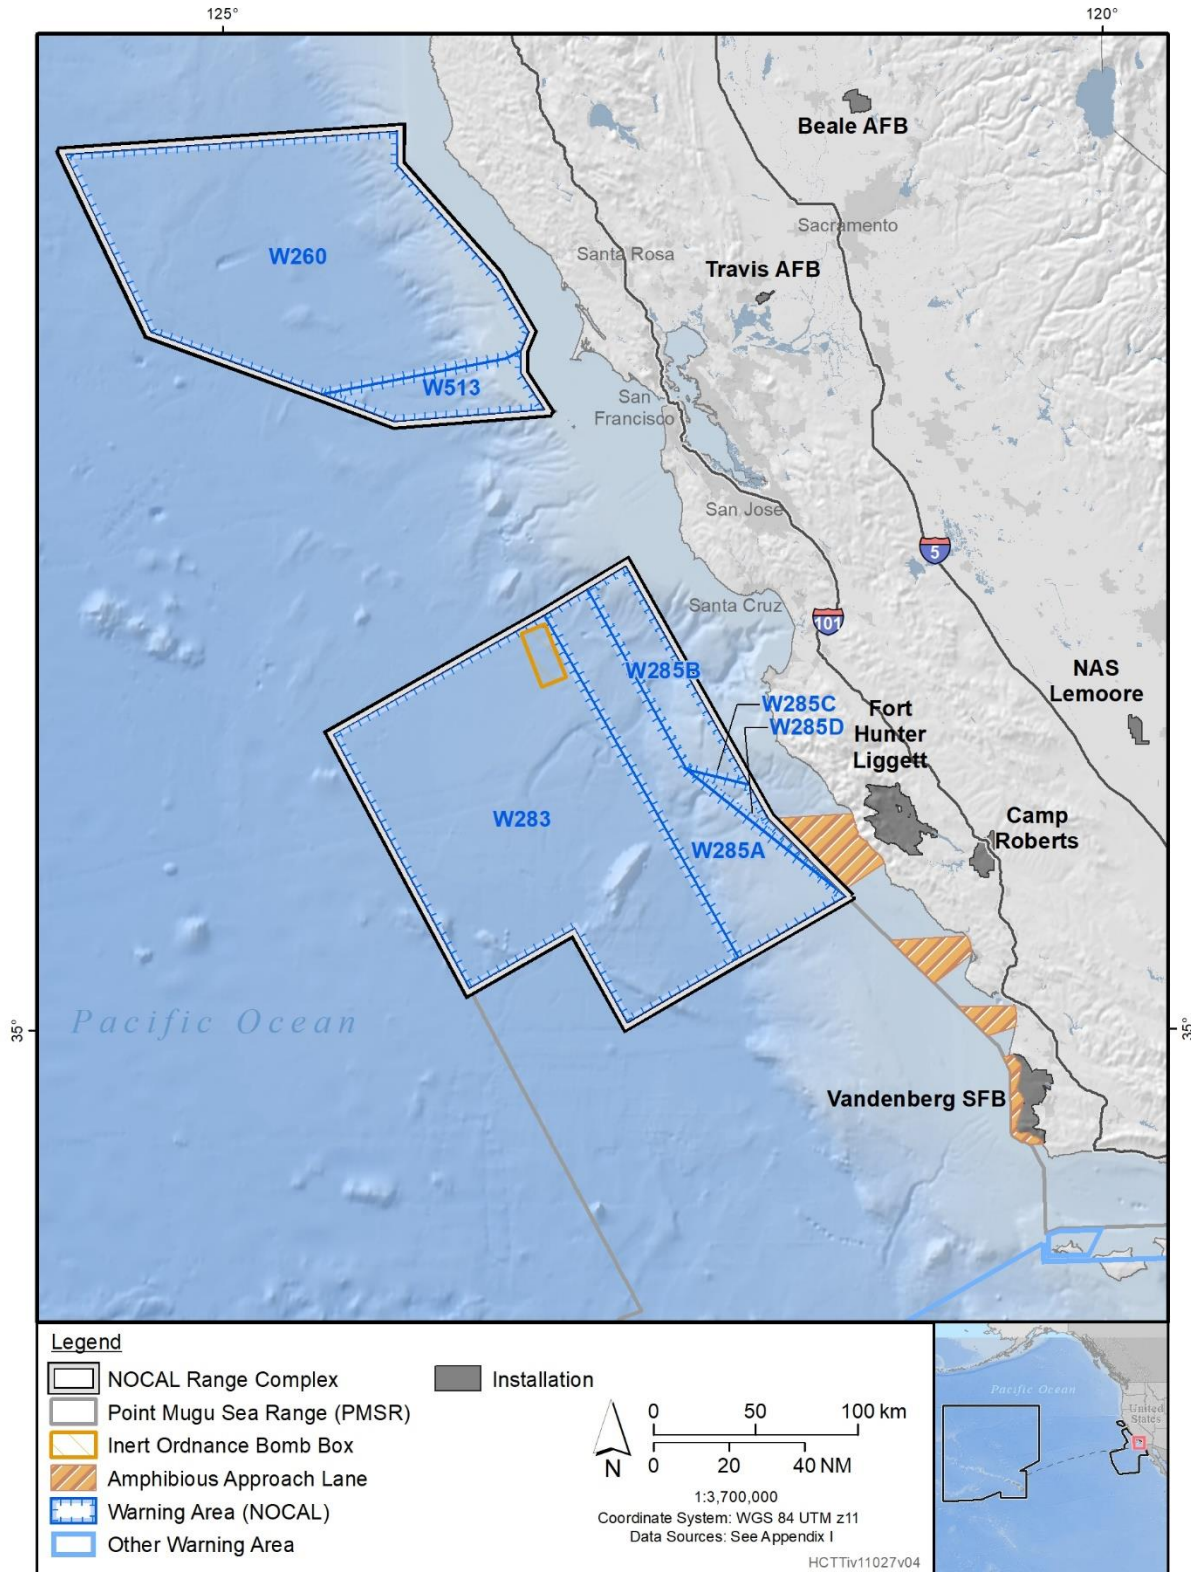 125°
120°
Beale AFB
Sacramento
Santa Rosa
W260
Travis AFB
W513
San
Francisco
San Jose
5
Santa Cruz
101
W285B
NAS
Lemoore
W285C
W285D
Fort
Hunter
Liggett
W283
Camp
Roberts
W285A
Pacific Ocean
35°
35°
Vandenberg SFB
Legend
NOCAL Range Complex
Installation
Point Mugu Sea Range (PMSR)
Inert Ordnance Bomb Box
Amphibious Approach Lane
Warning Area (NOCAL)
Other Warning Area
N
0 50 100 km
0 20 40 NM
1:3,700,000
Coordinate System: WGS 84 UTM z11
Data Sources: See Appendix I
HCTTiv11027v04
Pacific Ocean
United
States